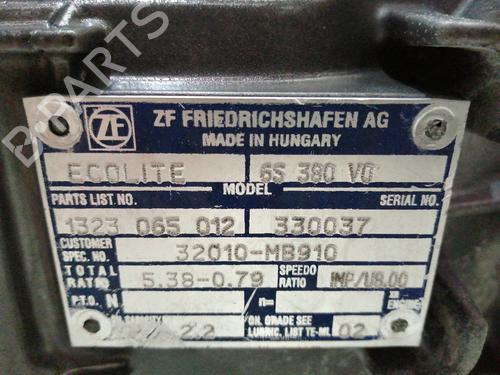 B-PARTS
ZF
ZF FRIEDRICHSHAFEN AG
MADE IN HUNGARY
ECOLITE 6S 380 VO
MODEL
PARTS LIST NO. SERIAL NO.
1323 065 012 330037
CUSTOMER SPEC. NO. 32010-MB910
TOTAL RATIO 5.38-0.79 SPEEDO RATIO IMP/U8.00
P.T.O. N n= ENGINE
2.2 OIL GRADE SEE LUBRIC. LIST TE-ML 02